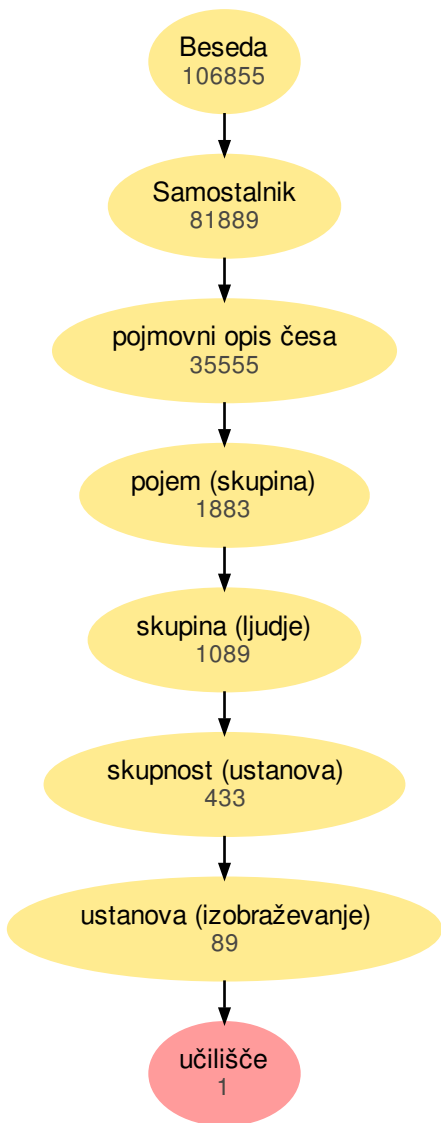 Beseda
106855
Samostalnik
81889
pojmovni opis česa
35555
pojem (skupina)
1883
skupina (ljudje)
1089
skupnost (ustanova)
433
ustanova (izobraževanje)
89
učilišče
1